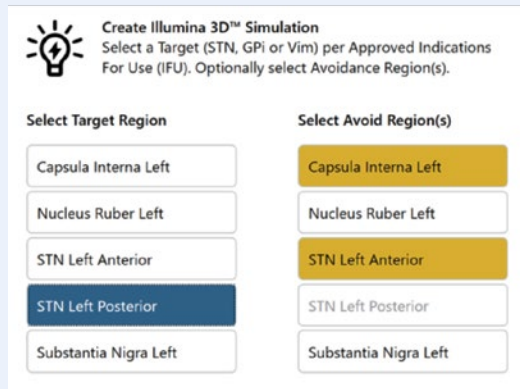 Create Illumina 3D™ Simulation
Select a Target (STN, GPi or Vim) per Approved Indications
For Use (IFU). Optionally select Avoidance Region(s).
Select Target Region
Capsula Interna Left
Nucleus Ruber Left
STN Left Anterior
STN Left Posterior
Substantia Nigra Left
Select Avoid Region(s)
Capsula Interna Left
Nucleus Ruber Left
STN Left Anterior
STN Left Posterior
Substantia Nigra Left